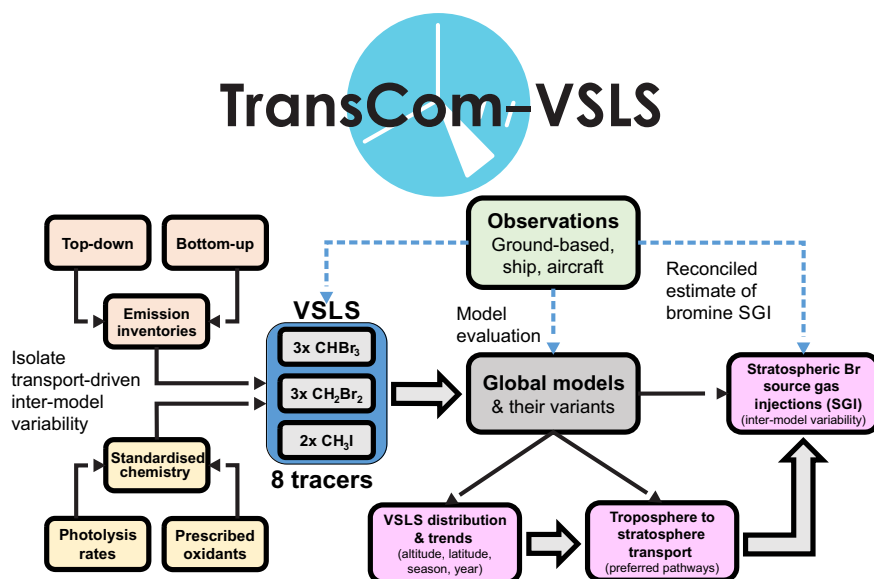 TransCom–VSLS
Top-down
Bottom-up
Emission
inventories
Isolate
transport-driven
inter-model
variability
Standardised
chemistry
Photolysis
rates
Prescribed
oxidants
VSLS
3x CHBr₃
3x CH₂Br₂
2x CH₃I
8 tracers
Observations
Ground-based,
ship, aircraft
Model
evaluation
Reconciled
estimate of
bromine SGI
Global models
& their variants
Stratospheric Br
source gas
injections (SGI)
(inter-model variability)
VSLS distribution
& trends
(altitude, latitude,
season, year)
Troposphere to
stratosphere
transport
(preferred pathways)